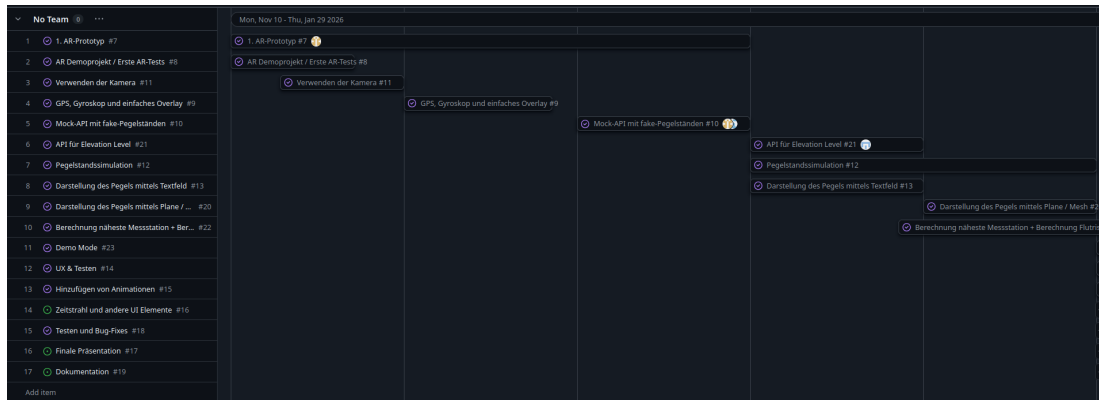 No Team 0 ...
Mon, Nov 10 - Thu, Jan 29 2026
1 1. AR-Prototyp #7
1. AR-Prototyp #7
2 AR Demoprojekt / Erste AR-Tests #8
AR Demoprojekt / Erste AR-Tests #8
3 Verwenden der Kamera #11
Verwenden der Kamera #11
4 GPS, Gyroskop und einfaches Overlay #9
GPS, Gyroskop und einfaches Overlay #9
5 Mock-API mit fake-Pegelständen #10
Mock-API mit fake-Pegelständen #10
6 API für Elevation Level #21
API für Elevation Level #21
7 Pegelstandssimulation #12
Pegelstandssimulation #12
8 Darstellung des Pegels mittels Textfeld #13
Darstellung des Pegels mittels Textfeld #13
9 Darstellung des Pegels mittels Plane / ... #20
Darstellung des Pegels mittels Plane / Mesh #2
10 Berechnung näheste Messstation + Ber... #22
Berechnung näheste Messstation + Berechnung Flutris
11 Demo Mode #23
12 UX & Testen #14
13 Hinzufügen von Animationen #15
14 Zeitstrahl und andere UI Elemente #16
15 Testen und Bug-Fixes #18
16 Finale Präsentation #17
17 Dokumentation #19
Add item